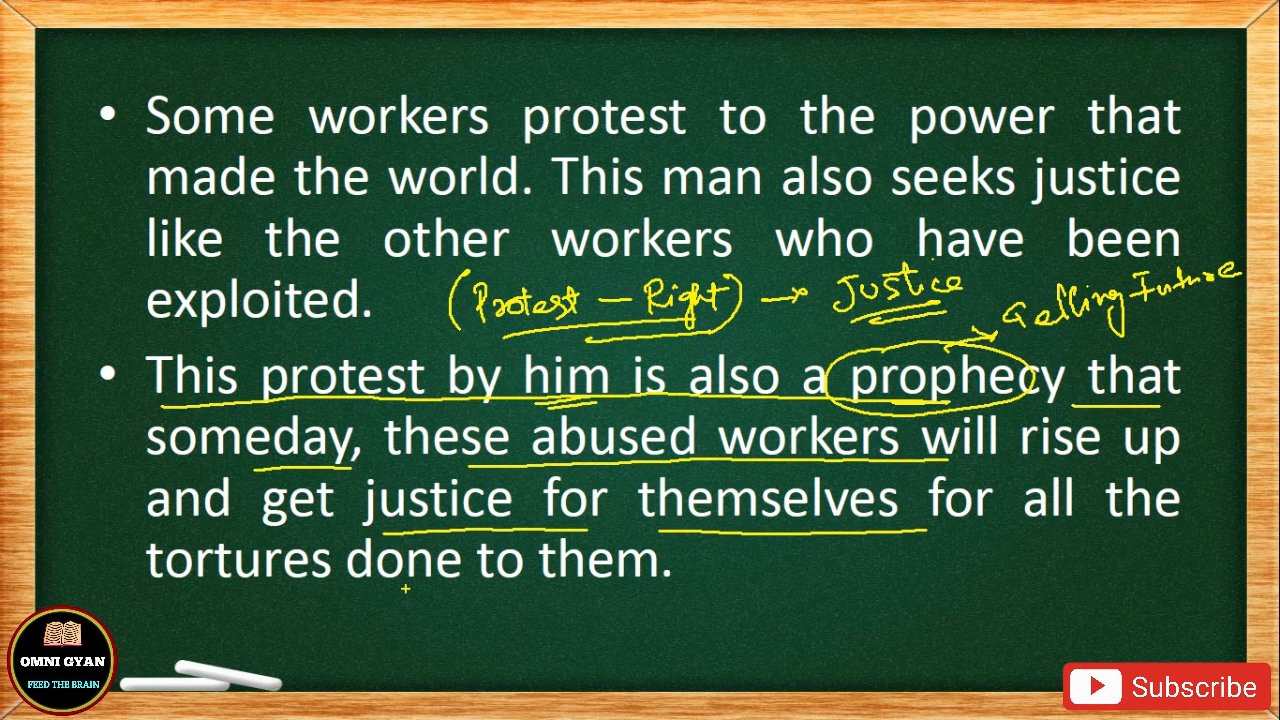 • Some workers protest to the power that
made the world. This man also seeks justice
like the other workers who have been
exploited. (Protest - Right) → Justice
→ Telling Future
• This protest by him is also a prophecy that
someday, these abused workers will rise up
and get justice for themselves for all the
tortures done to them.
OMNI GYAN
FEED THE BRAIN
Subscribe